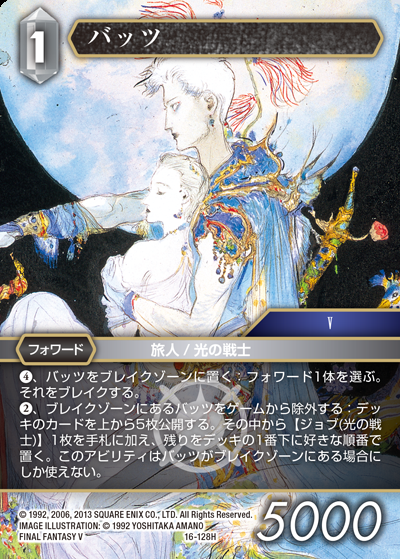 1
バッツ
V
フォワード
旅人 / 光の戦士
❹、バッツをブレイクゾーンに置く：フォワード1体を選ぶ。
それをブレイクする。
❷、ブレイクゾーンにあるバッツをゲームから除外する：デッ
キのカードを上から5枚公開する。その中から【ジョブ(光の戦
士)】1枚を手札に加え、残りをデッキの1番下に好きな順番で
置く。このアビリティはバッツがブレイクゾーンにある場合に
しか使えない。
© 1992, 2006, 2013 SQUARE ENIX CO., LTD. All Rights Reserved.
IMAGE ILLUSTRATION: © 1992 YOSHITAKA AMANO
FINAL FANTASY V
16-128H
5000